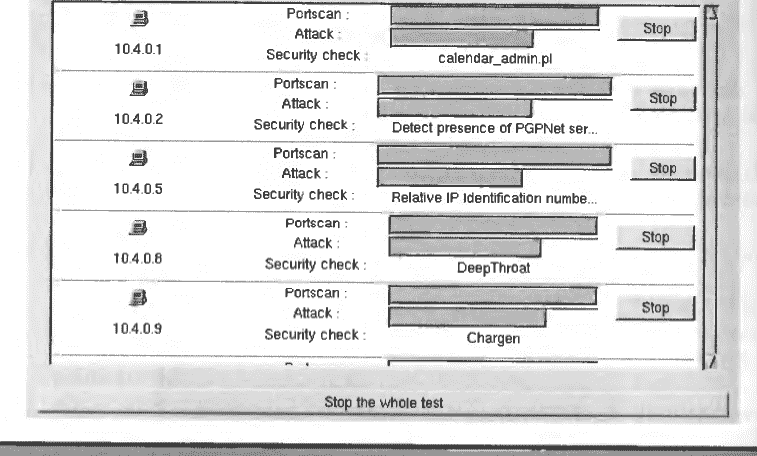 Portscan :
Attack :
Security check :
10.4.0.1
calendar_admin.pl
Stop
Portscan :
Attack :
Security check :
10.4.0.2
Detect presence of PGPNet ser...
Stop
Portscan :
Attack :
Security check :
10.4.0.5
Relative IP Identification numbe...
Stop
Portscan :
Attack :
Security check :
10.4.0.8
DeepThroat
Stop
Portscan :
Attack :
Security check :
10.4.0.9
Chargen
Stop
Stop the whole test